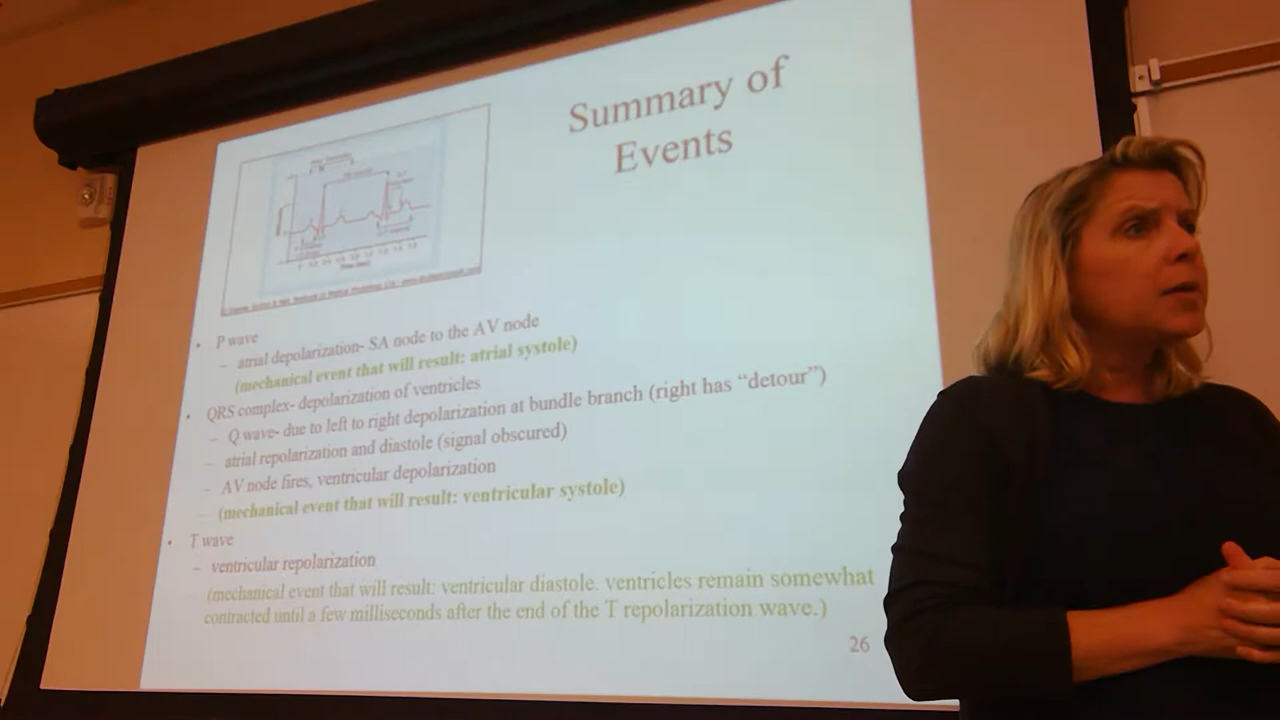 Summary of
Events
• P wave
– atrial depolarization- SA node to the AV node
(mechanical event that will result: atrial systole)
• QRS complex- depolarization of ventricles
– Q wave- due to left to right depolarization at bundle branch (right has “detour”)
– atrial repolarization and diastole (signal obscured)
– AV node fires, ventricular depolarization
– (mechanical event that will result: ventricular systole)
• T wave
– ventricular repolarization
(mechanical event that will result: ventricular diastole. ventricles remain somewhat
contracted until a few milliseconds after the end of the T repolarization wave.)
26